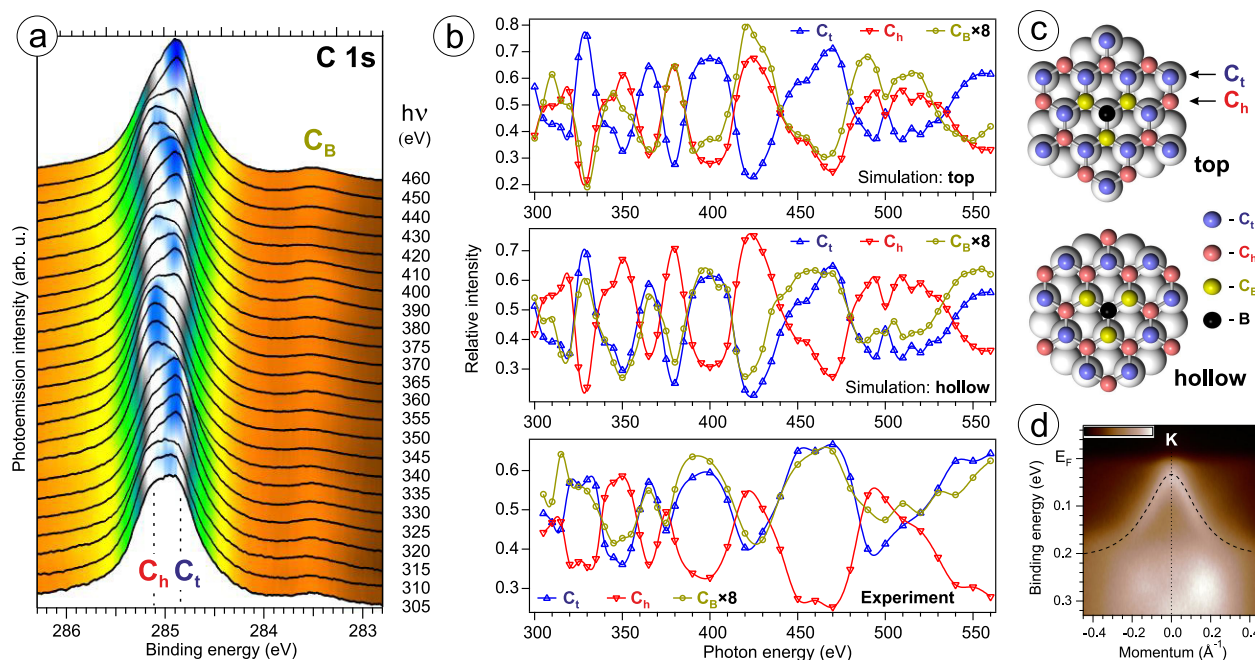 a
C 1s
hν
(eV)
C_B
460
450
440
430
420
410
400
390
380
375
370
365
360
355
350
345
340
335
330
325
320
315
310
305
C_h C_t
Photoemission intensity (arb. u.)
286 285 284 283
Binding energy (eV)
b
C_t C_h C_B×8
0.8
0.7
0.6
0.5
0.4
0.3
0.2
Simulation: top
300 350 400 450 500 550
C_t C_h C_B×8
0.7
0.6
0.5
0.4
0.3
Simulation: hollow
300 350 400 450 500 550
Relative intensity
0.6
0.5
0.4
0.3
C_t C_h C_B×8 Experiment
300 350 400 450 500 550
Photon energy (eV)
c
C_t
C_h
top
- C_t
- C_h
- C_B
- B
hollow
d
K
E_F
0.1
0.2
0.3
Binding energy (eV)
-0.4 -0.2 0.0 0.2 0.4
Momentum (Å⁻¹)